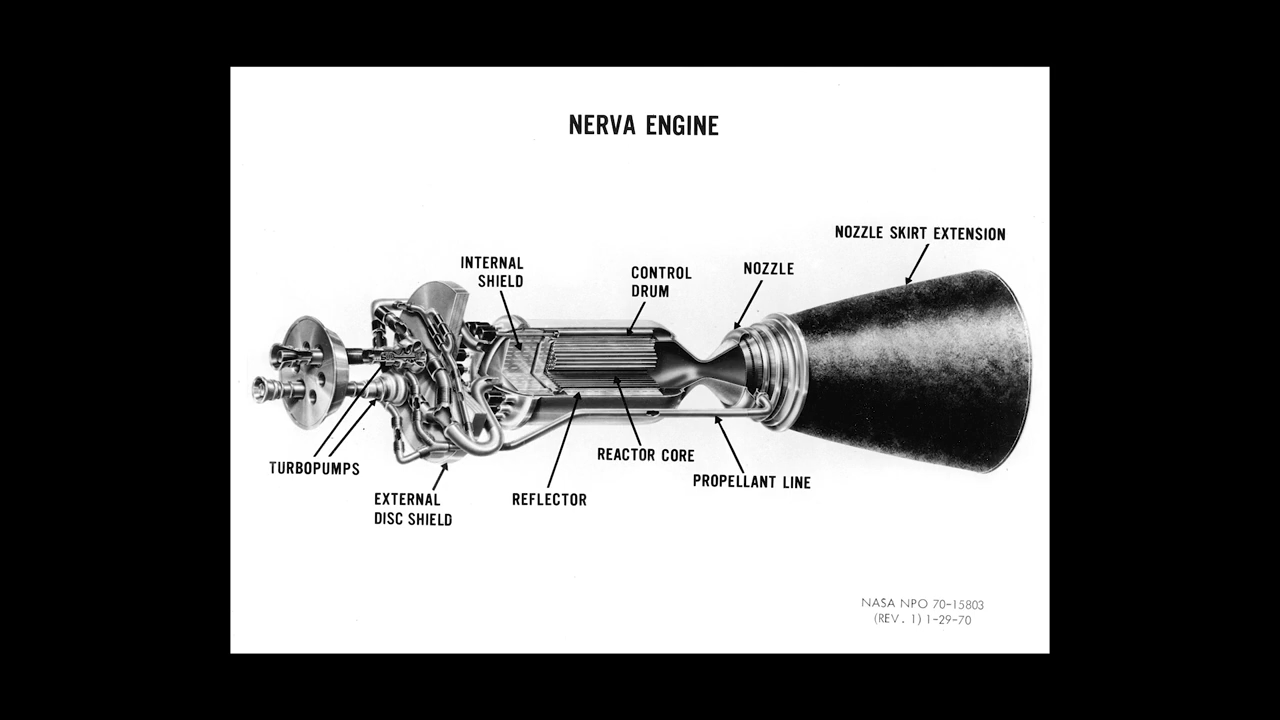 NERVA ENGINE
NOZZLE SKIRT EXTENSION
INTERNAL
SHIELD
CONTROL
DRUM
NOZZLE
TURBOPUMPS
EXTERNAL
DISC SHIELD
REFLECTOR
REACTOR CORE
PROPELLANT LINE
NASA NPO 70-15803
(REV. 1) 1-29-70